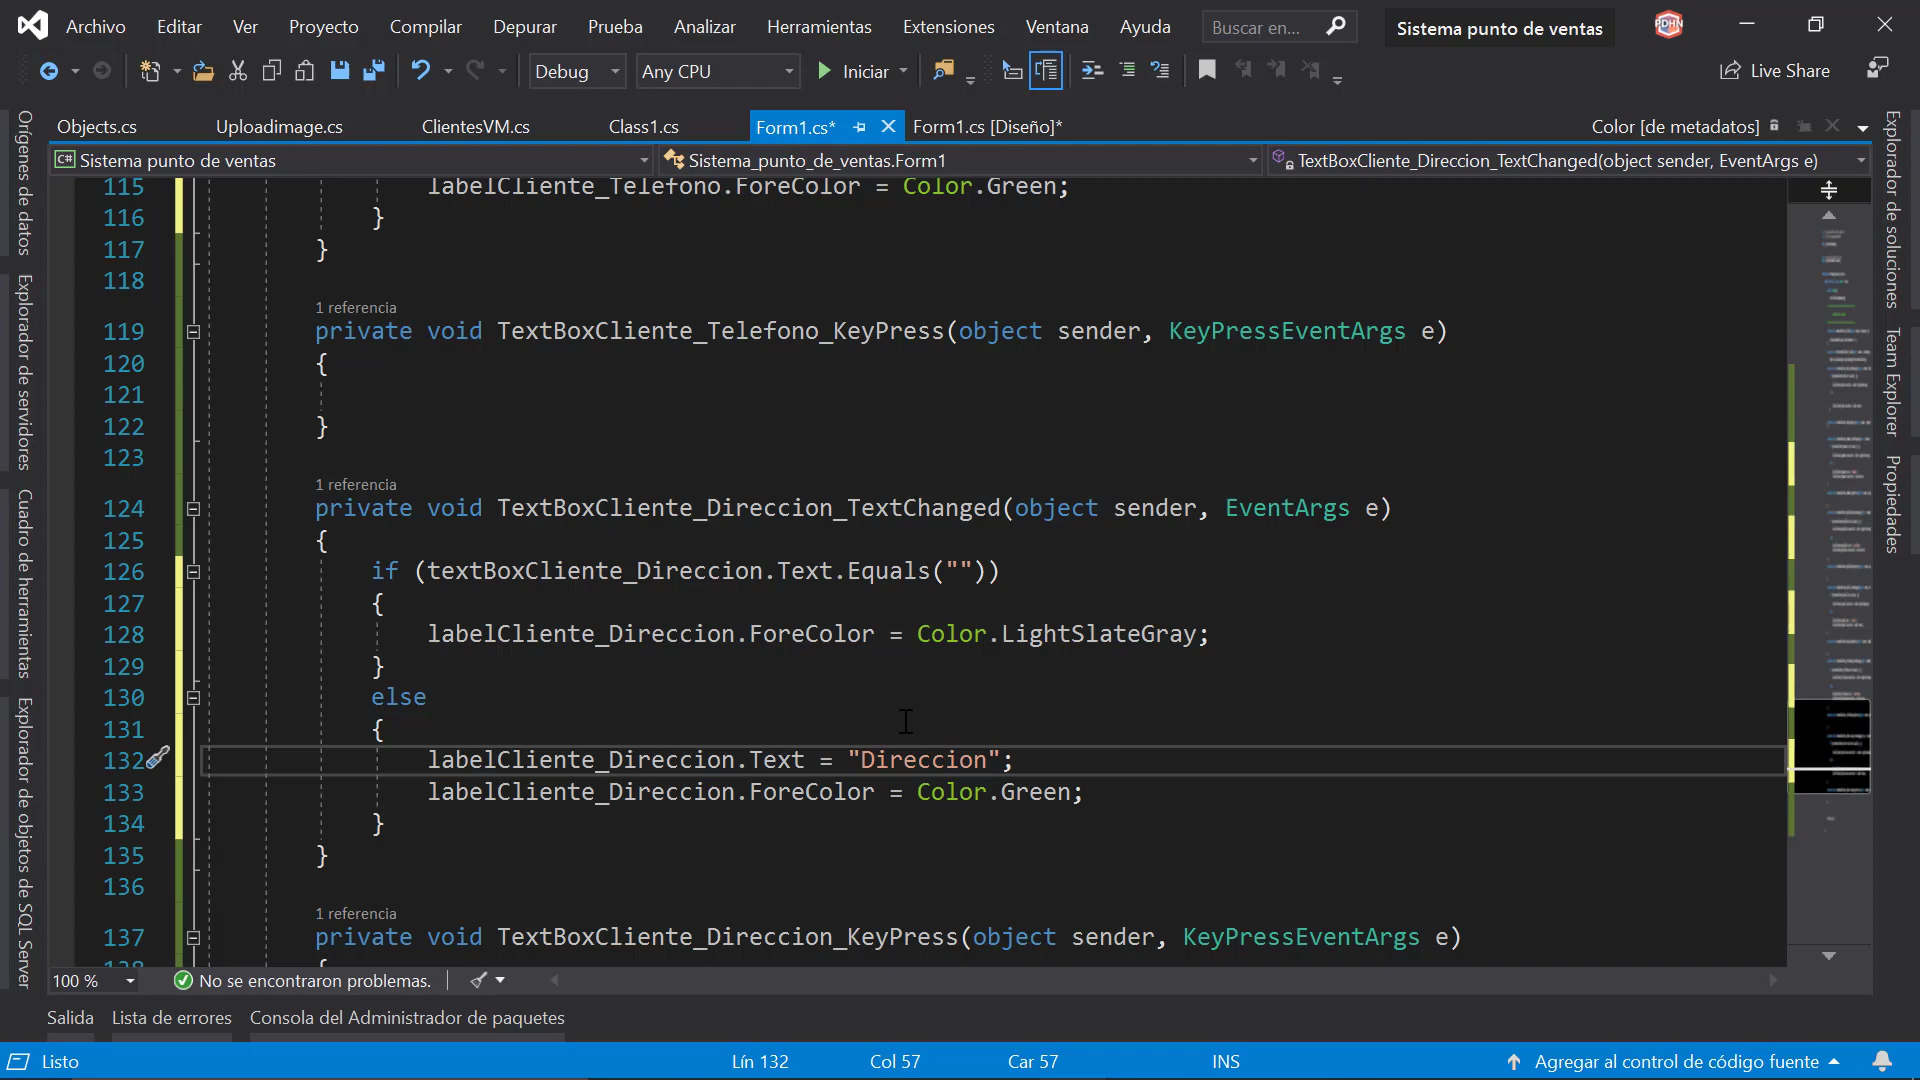 Archivo Editar Ver Proyecto Compilar Depurar Prueba Analizar Herramientas Extensiones Ventana Ayuda Buscar en... Sistema punto de ventas PDHN
Debug Any CPU Iniciar Live Share
Objects.cs Uploadimage.cs ClientesVM.cs Class1.cs Form1.cs* Form1.cs [Diseño]* Color [de metadatos]
C# Sistema punto de ventas Sistema_punto_de_ventas.Form1 TextBoxCliente_Direccion_TextChanged(object sender, EventArgs e)
115 labelCliente_Telefono.ForeColor = Color.Green;
116 }
117 }
118
1 referencia
119 private void TextBoxCliente_Telefono_KeyPress(object sender, KeyPressEventArgs e)
120 {
121
122 }
123
1 referencia
124 private void TextBoxCliente_Direccion_TextChanged(object sender, EventArgs e)
125 {
126 if (textBoxCliente_Direccion.Text.Equals(""))
127 {
128 labelCliente_Direccion.ForeColor = Color.LightSlateGray;
129 }
130 else
131 {
132 labelCliente_Direccion.Text = "Direccion";
133 labelCliente_Direccion.ForeColor = Color.Green;
134 }
135 }
136
1 referencia
137 private void TextBoxCliente_Direccion_KeyPress(object sender, KeyPressEventArgs e)
138 {
100 % No se encontraron problemas.
Salida Lista de errores Consola del Administrador de paquetes
Listo Lín 132 Col 57 Car 57 INS Agregar al control de código fuente
Orígenes de datos
Explorador de servidores
Cuadro de herramientas
Explorador de objetos de SQL Server
Explorador de soluciones
Team Explorer
Propiedades